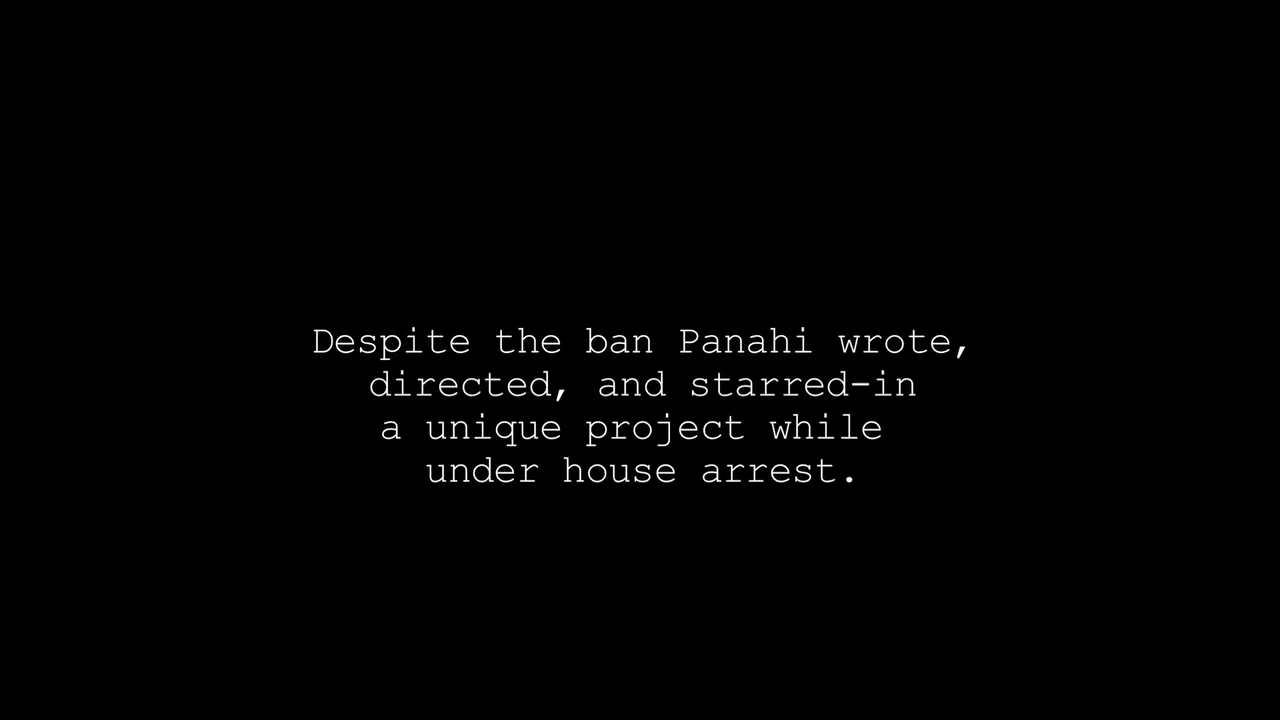 Despite the ban Panahi wrote,
directed, and starred-in
a unique project while
under house arrest.